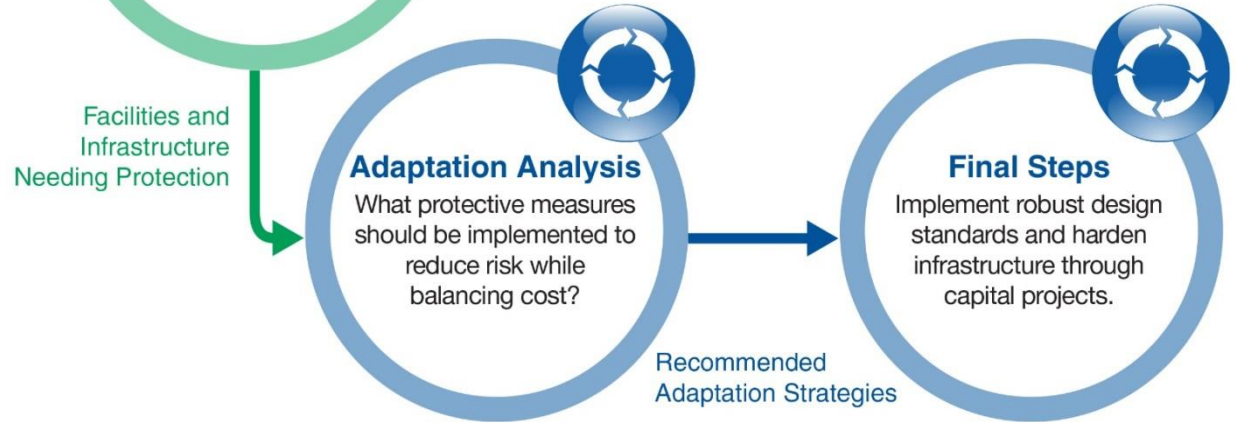 Facilities and
Infrastructure
Needing Protection
Adaptation Analysis
What protective measures
should be implemented to
reduce risk while
balancing cost?
Recommended
Adaptation Strategies
Final Steps
Implement robust design
standards and harden
infrastructure through
capital projects.